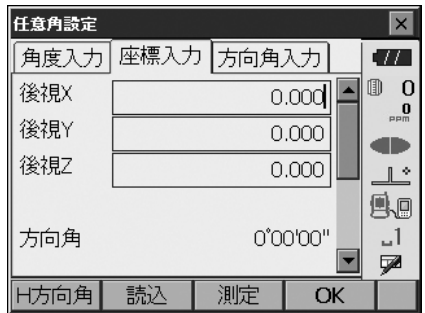 任意角設定
角度入力 座標入力 方向角入力
後視X 0.000
後視Y 0.000
後視Z 0.000
方向角 0°00'00"
0
0
PPM
1
H方向角 読込 測定 OK